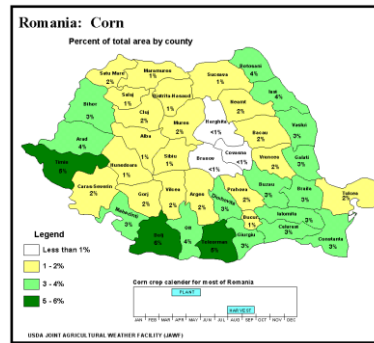 Romania: Corn
Percent of total area by county
Botosani
4%
Satu Mare
2%
Maramures
1%
Suceava
1%
Iasi
4%
Salaj
1%
Bistrita-Nasaud
1%
Bihor
3%
Cluj
2%
Neamt
2%
Mures
2%
Harghita
<1%
Vaslui
3%
Bacau
2%
Arad
4%
Alba
1%
Sibiu
1%
Brasov
<1%
Covasna
<1%
Vrancea
2%
Galati
3%
Timis
Hunedoara
1%
Caras-Severin
2%
Gorj
2%
Vilcea
2%
Arges
2%
Prahova
2%
Buzau
3%
Braila
3%
Tulcea
2%
3%
3%
Ialomita
3%
Bucur.
1%
Calarasi
3%
Constanta
3%
Dolj
Olt
4%
Teleorman
Giurgiu
3%
Legend
Less than 1%
1 - 2%
3 - 4%
5 - 6%
Corn crop calendar for most of Romania
PLANT
HARVEST
JAN FEB MAR APR MAY JUN JUL AUG SEP OCT NOV DEC
USDA JOINT AGRICULTURAL WEATHER FACILITY (JAWF)